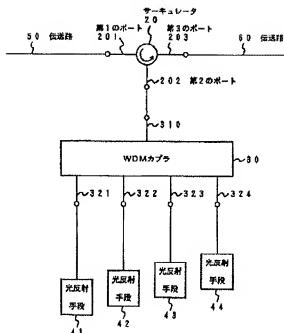 サーキュレータ
20
第1のポート 第3のポート
50 伝送路
201
203
60 伝送路
202 第2のポート
310
WDMカプラ
30
321
322
323
324
光反射
手段
41
光反射
手段
42
光反射
手段
43
光反射
手段
44